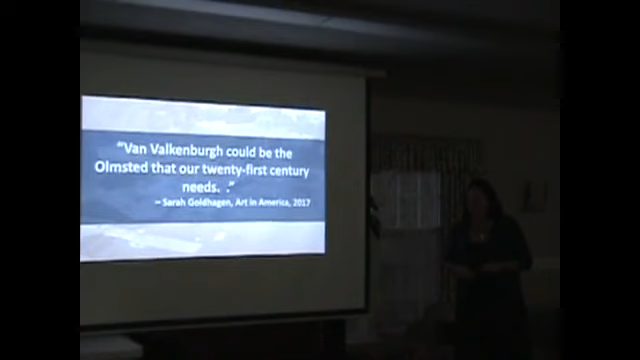 “Van Valkenburgh could be the
Olmsted that our twenty-first century
needs. .”
– Sarah Goldhagen, Art in America, 2017